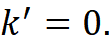 k′ = 0.